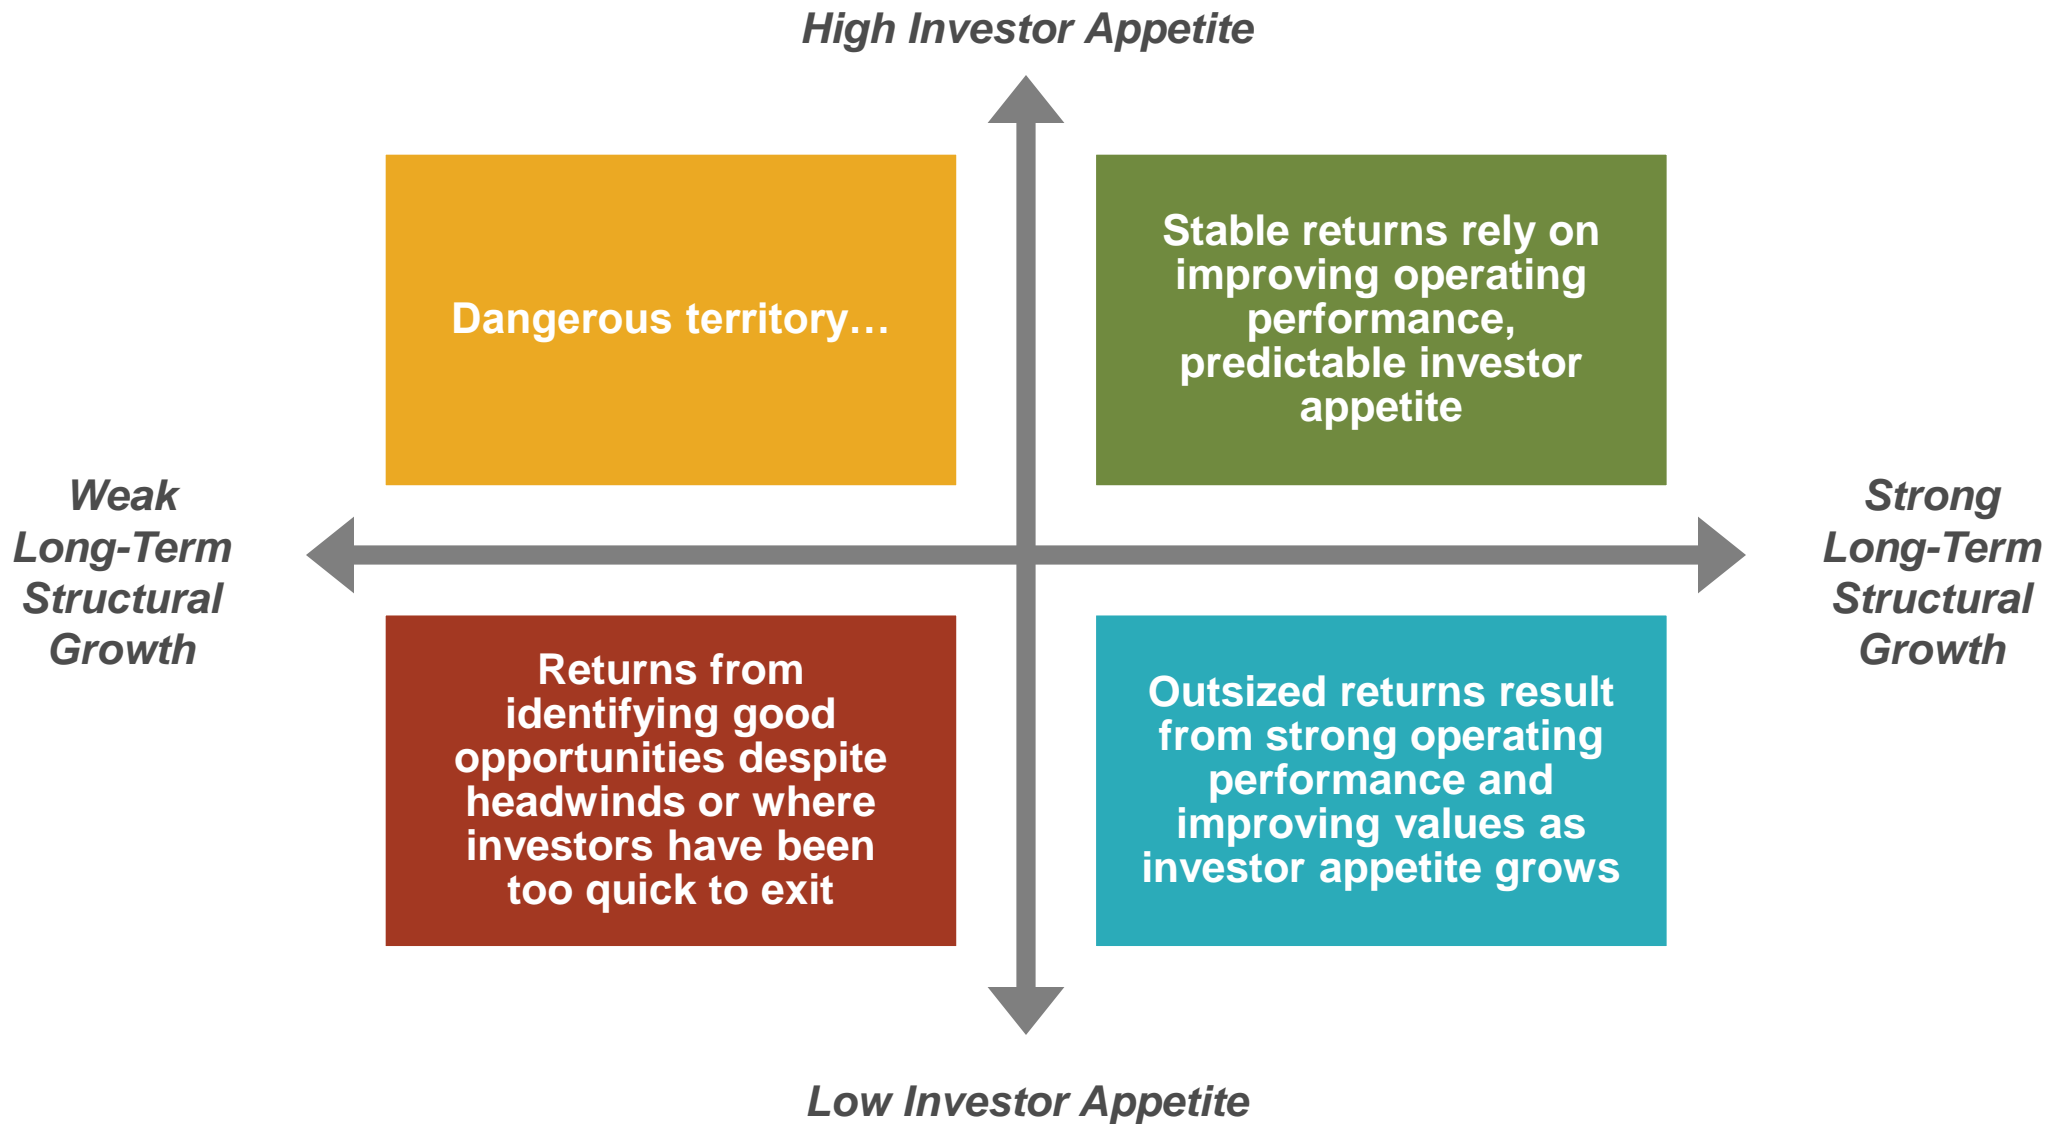 High Investor Appetite
Dangerous territory…
Stable returns rely on
improving operating
performance,
predictable investor
appetite
Weak
Long-Term
Structural
Growth
Strong
Long-Term
Structural
Growth
Returns from
identifying good
opportunities despite
headwinds or where
investors have been
too quick to exit
Outsized returns result
from strong operating
performance and
improving values as
investor appetite grows
Low Investor Appetite